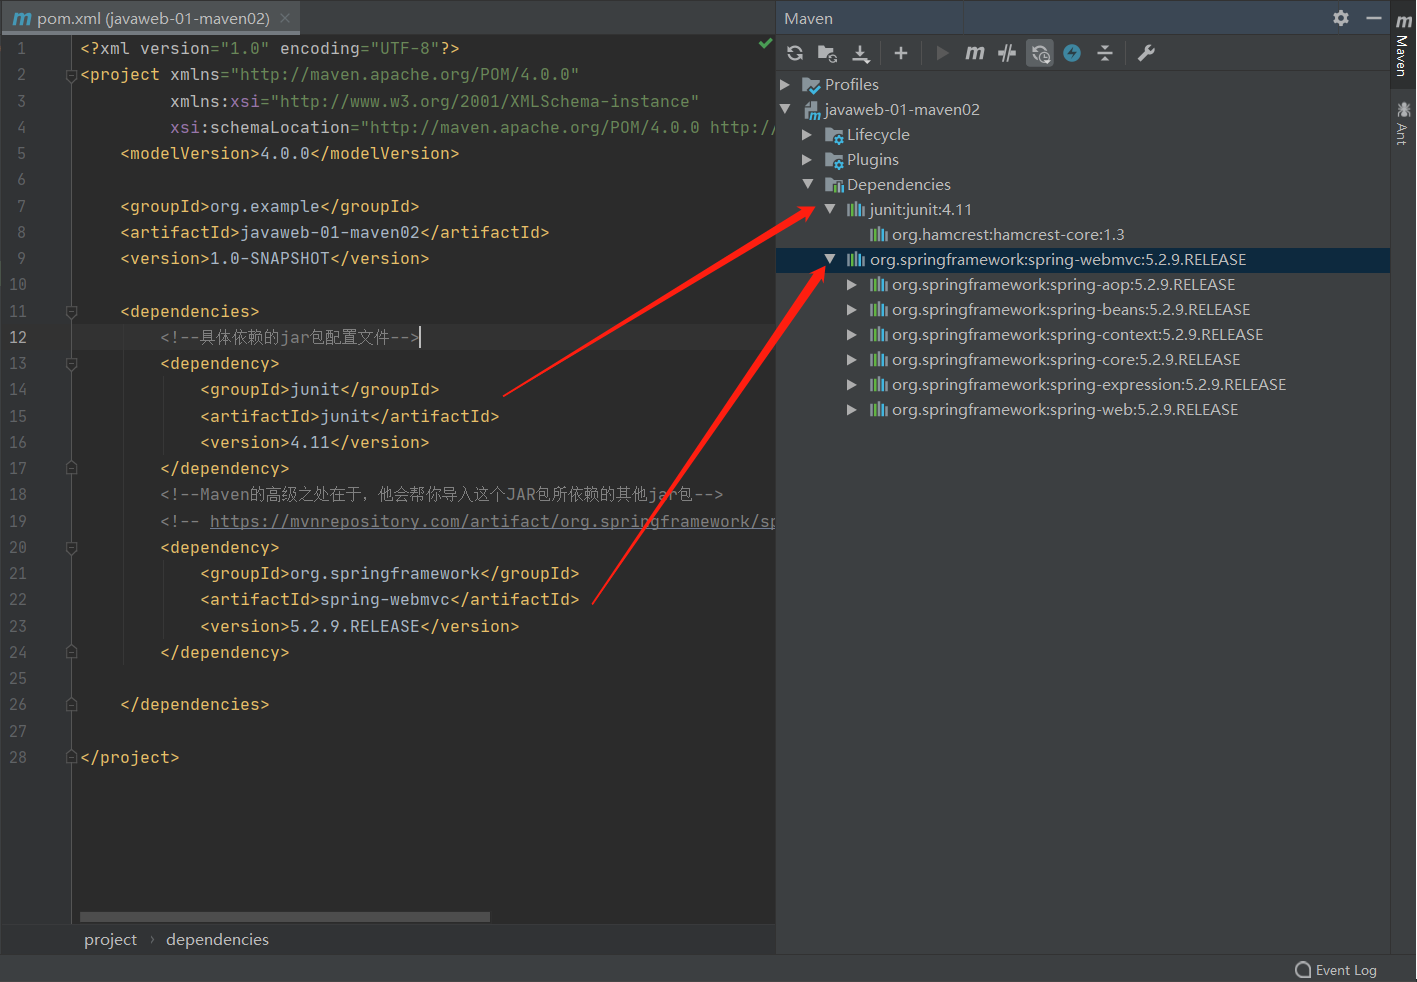 pom.xml (javaweb-01-maven02)
1 <?xml version="1.0" encoding="UTF-8"?>
2 <project xmlns="http://maven.apache.org/POM/4.0.0"
3 xmlns:xsi="http://www.w3.org/2001/XMLSchema-instance"
4 xsi:schemaLocation="http://maven.apache.org/POM/4.0.0 http:/
5 <modelVersion>4.0.0</modelVersion>
6
7 <groupId>org.example</groupId>
8 <artifactId>javaweb-01-maven02</artifactId>
9 <version>1.0-SNAPSHOT</version>
10
11 <dependencies>
12 <!--具体依赖的jar包配置文件-->
13 <dependency>
14 <groupId>junit</groupId>
15 <artifactId>junit</artifactId>
16 <version>4.11</version>
17 </dependency>
18 <!--Maven的高级之处在于，他会帮你导入这个JAR包所依赖的其他jar包-->
19 <!-- https://mvnrepository.com/artifact/org.springframework/sp
20 <dependency>
21 <groupId>org.springframework</groupId>
22 <artifactId>spring-webmvc</artifactId>
23 <version>5.2.9.RELEASE</version>
24 </dependency>
25
26 </dependencies>
27
28 </project>
project › dependencies
Maven
Profiles
javaweb-01-maven02
Lifecycle
Plugins
Dependencies
junit:junit:4.11
org.hamcrest:hamcrest-core:1.3
org.springframework:spring-webmvc:5.2.9.RELEASE
org.springframework:spring-aop:5.2.9.RELEASE
org.springframework:spring-beans:5.2.9.RELEASE
org.springframework:spring-context:5.2.9.RELEASE
org.springframework:spring-core:5.2.9.RELEASE
org.springframework:spring-expression:5.2.9.RELEASE
org.springframework:spring-web:5.2.9.RELEASE
Maven
Ant
Event Log